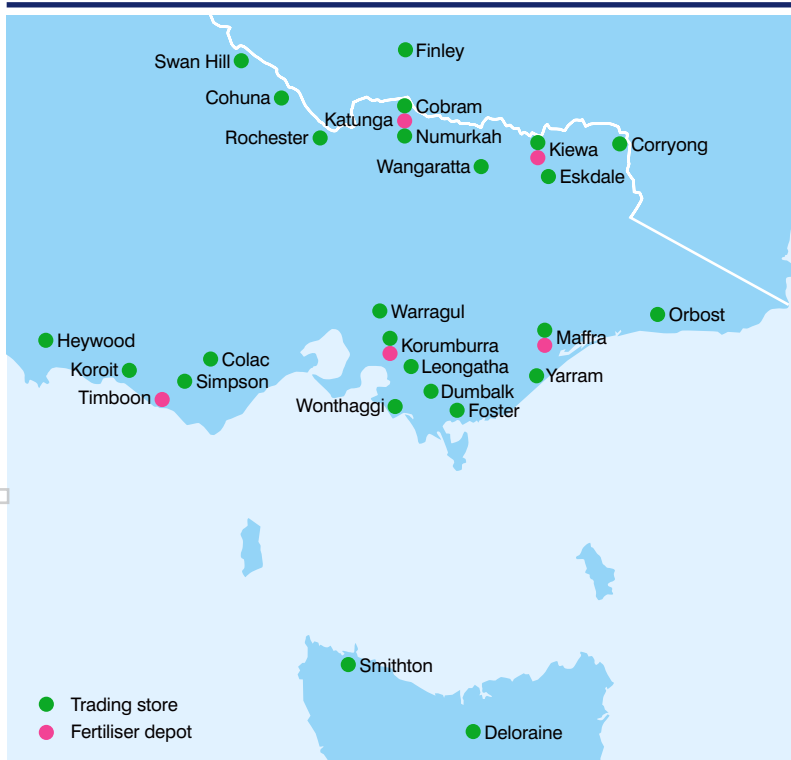 Finley
Swan Hill
Cohuna
Cobram
Katunga
Rochester
Numurkah
Kiewa
Corryong
Wangaratta
Eskdale
Warragul
Orbost
Heywood
Korumburra
Maffra
Colac
Koroit
Leongatha
Simpson
Yarram
Timboon
Dumbalk
Wonthaggi
Foster
Smithton
Trading store
Fertiliser depot
Deloraine